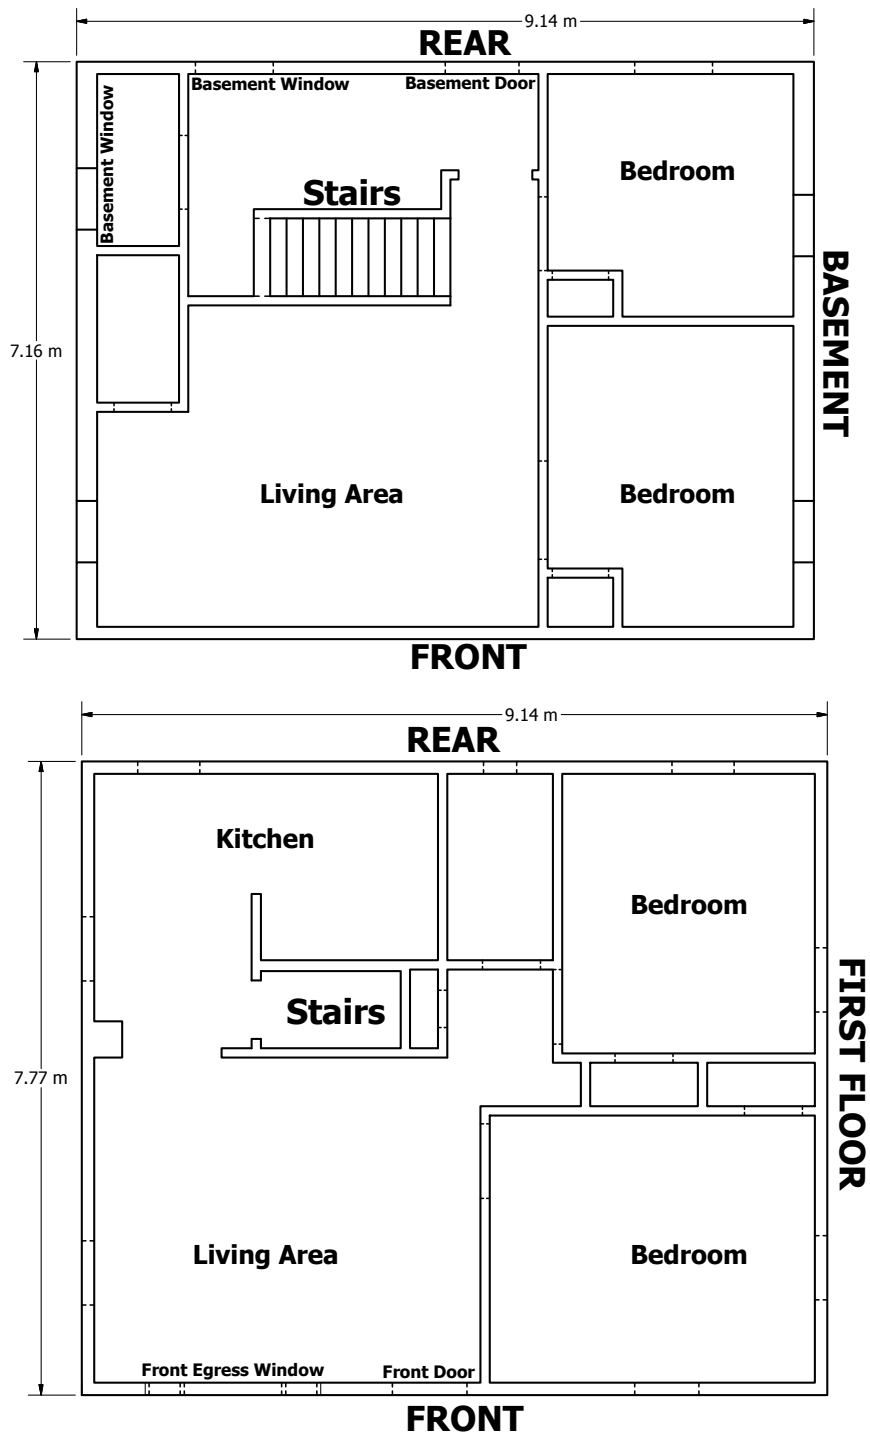 9.14 m
REAR
Basement Window
Basement Door
Basement Window
Stairs
Bedroom
BASEMENT
7.16 m
Living Area
Bedroom
FRONT
9.14 m
REAR
Kitchen
Bedroom
Stairs
FIRST FLOOR
7.77 m
Living Area
Bedroom
Front Egress Window
Front Door
FRONT